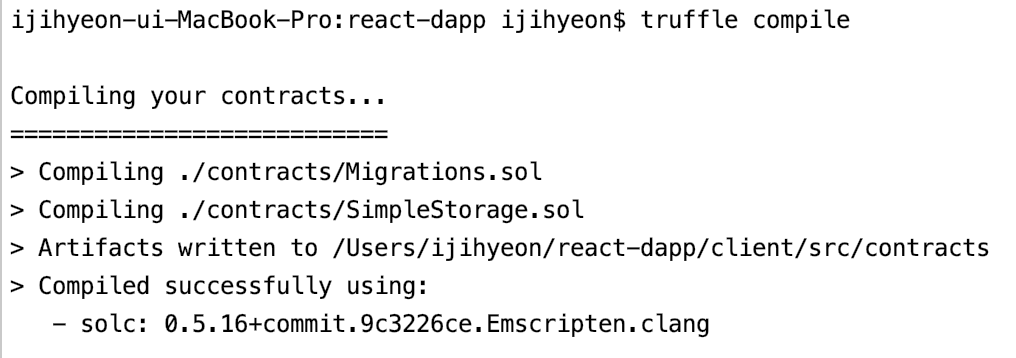 ijihyeon-ui-MacBook-Pro:react-dapp ijihyeon$ truffle compile
Compiling your contracts...
===========================
> Compiling ./contracts/Migrations.sol
> Compiling ./contracts/SimpleStorage.sol
> Artifacts written to /Users/ijihyeon/react-dapp/client/src/contracts
> Compiled successfully using:
   - solc: 0.5.16+commit.9c3226ce.Emscripten.clang